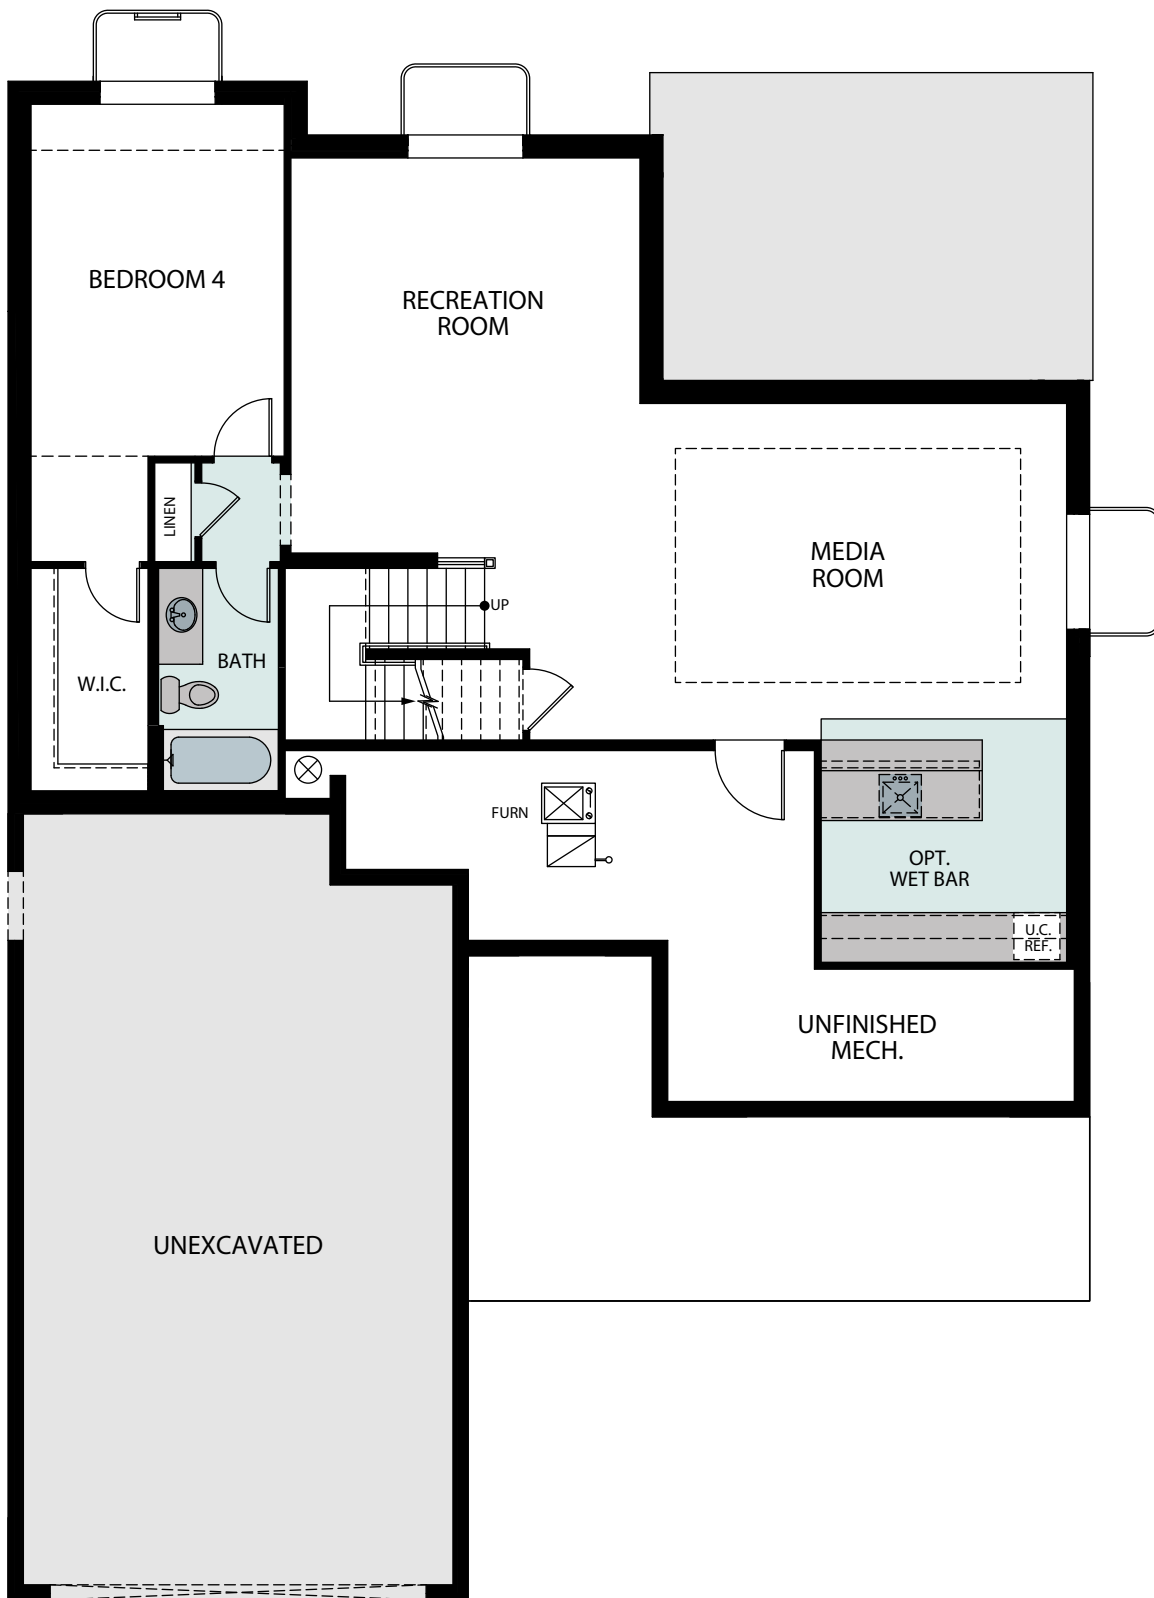 BEDROOM 4
RECREATION
ROOM
LINEN
MEDIA
ROOM
UP
BATH
W.I.C.
FURN
OPT.
WET BAR
U.C.
REF.
UNFINISHED
MECH.
UNEXCAVATED